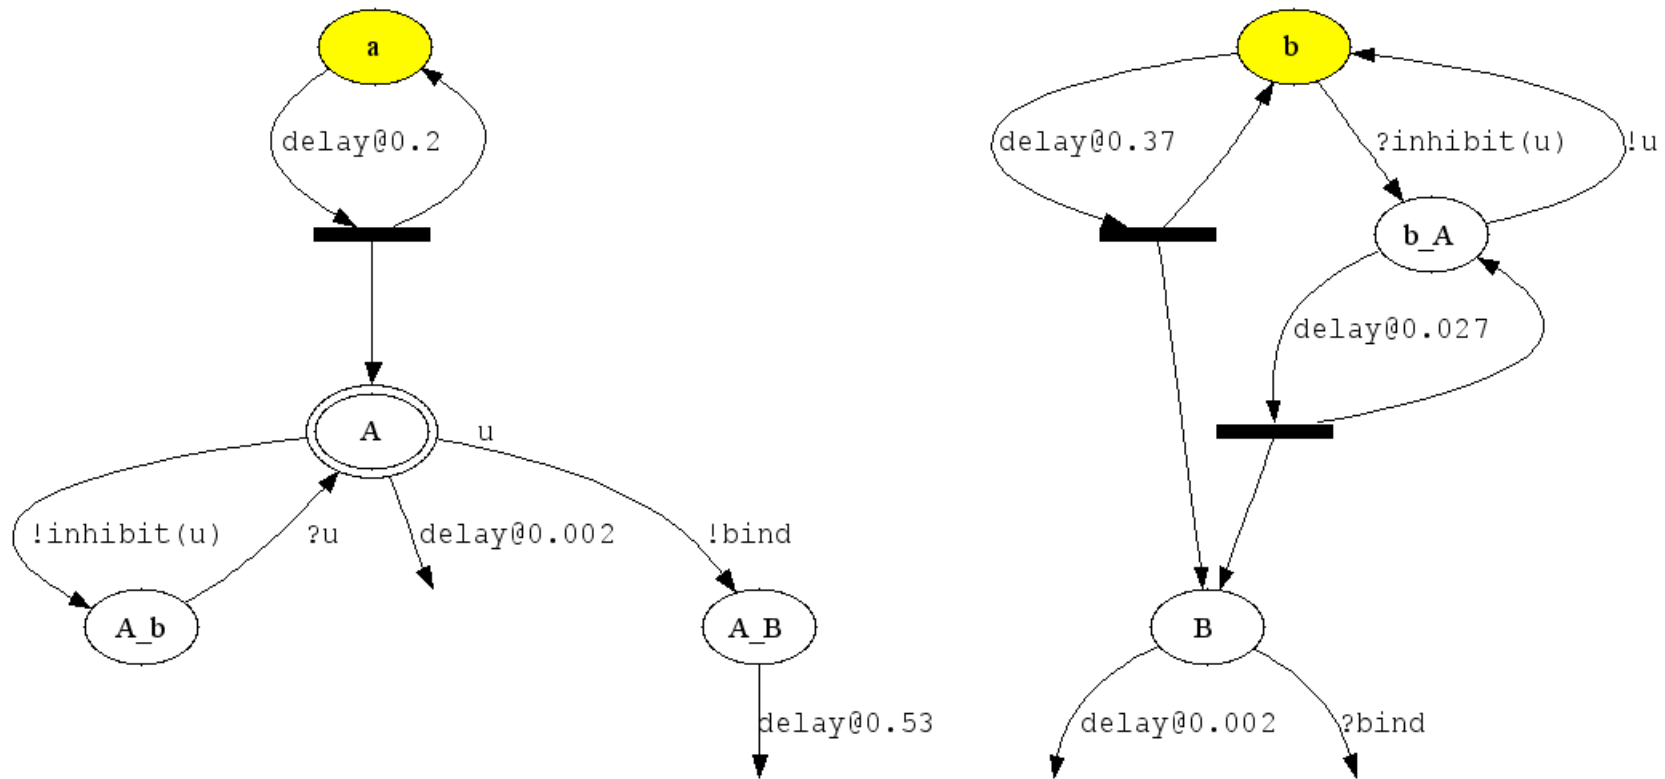 a
b
delay@0.2
delay@0.37
?inhibit(u)
!u
b_A
delay@0.027
A
u
!inhibit(u)
?u
delay@0.002
!bind
A_b
A_B
B
delay@0.53
delay@0.002
?bind